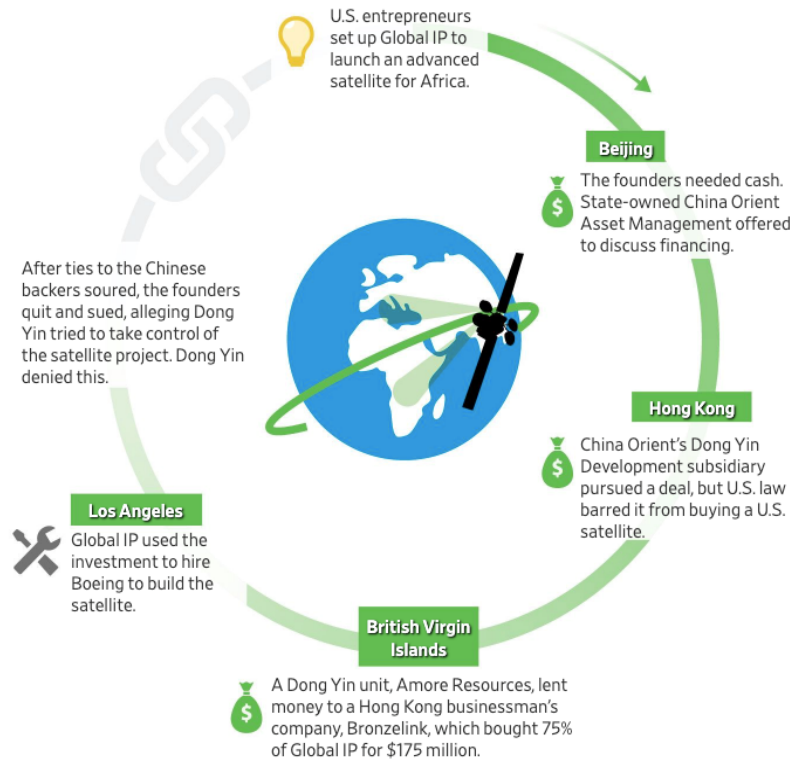 U.S. entrepreneurs
set up Global IP to
launch an advanced
satellite for Africa.
Beijing
The founders needed cash.
State-owned China Orient
Asset Management offered
to discuss financing.
Hong Kong
China Orient's Dong Yin
Development subsidiary
pursued a deal, but U.S. law
barred it from buying a U.S.
satellite.
British Virgin
Islands
A Dong Yin unit, Amore Resources, lent
money to a Hong Kong businessman's
company, Bronzelink, which bought 75%
of Global IP for $175 million.
Los Angeles
Global IP used the
investment to hire
Boeing to build the
satellite.
After ties to the Chinese
backers soured, the founders
quit and sued, alleging Dong
Yin tried to take control of
the satellite project. Dong Yin
denied this.